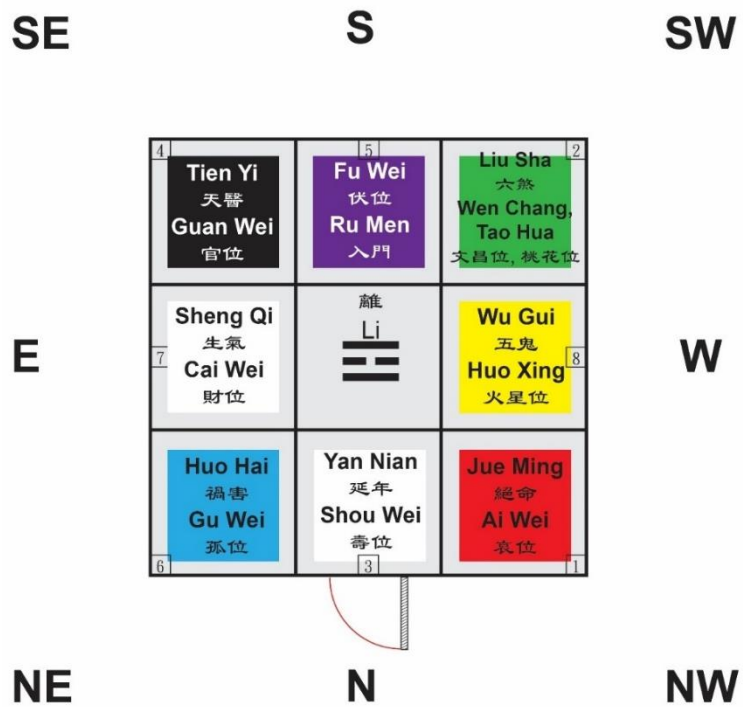 SE
S
SW
4
Tien Yi
天醫
Guan Wei
官位
5
Fu Wei
伏位
Ru Men
入門
2
Liu Sha
六煞
Wen Chang,
Tao Hua
文昌位, 桃花位
E
7
Sheng Qi
生氣
Cai Wei
財位
離
Li
Wu Gui
五鬼
Huo Xing
火星位
8
W
Huo Hai
禍害
Gu Wei
孤位
6
Yan Nian
延年
Shou Wei
壽位
3
Jue Ming
絕命
Ai Wei
哀位
1
NE
N
NW